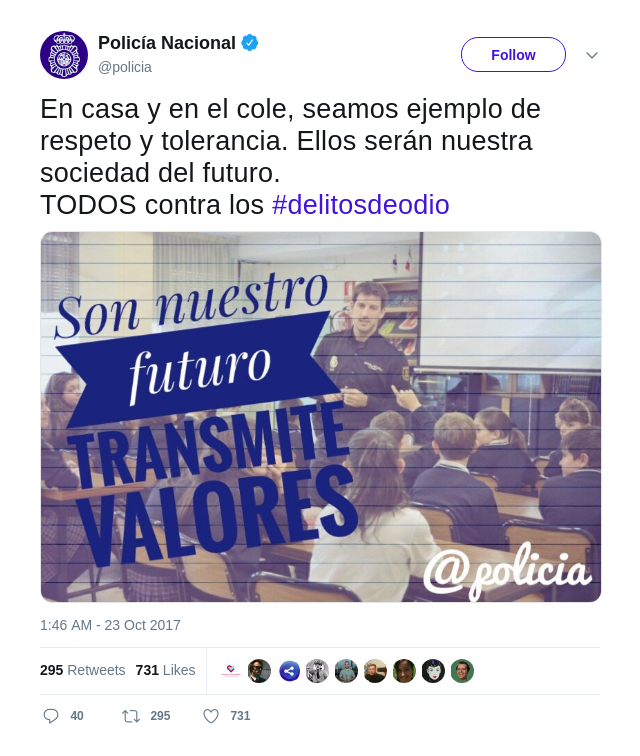 Policía Nacional
@policia
Follow
En casa y en el cole, seamos ejemplo de
respeto y tolerancia. Ellos serán nuestra
sociedad del futuro.
TODOS contra los #delitosdeodio
Son nuestro
futuro
TRANSMITE
VALORES
@policia
1:46 AM - 23 Oct 2017
295 Retweets 731 Likes
40 295 731